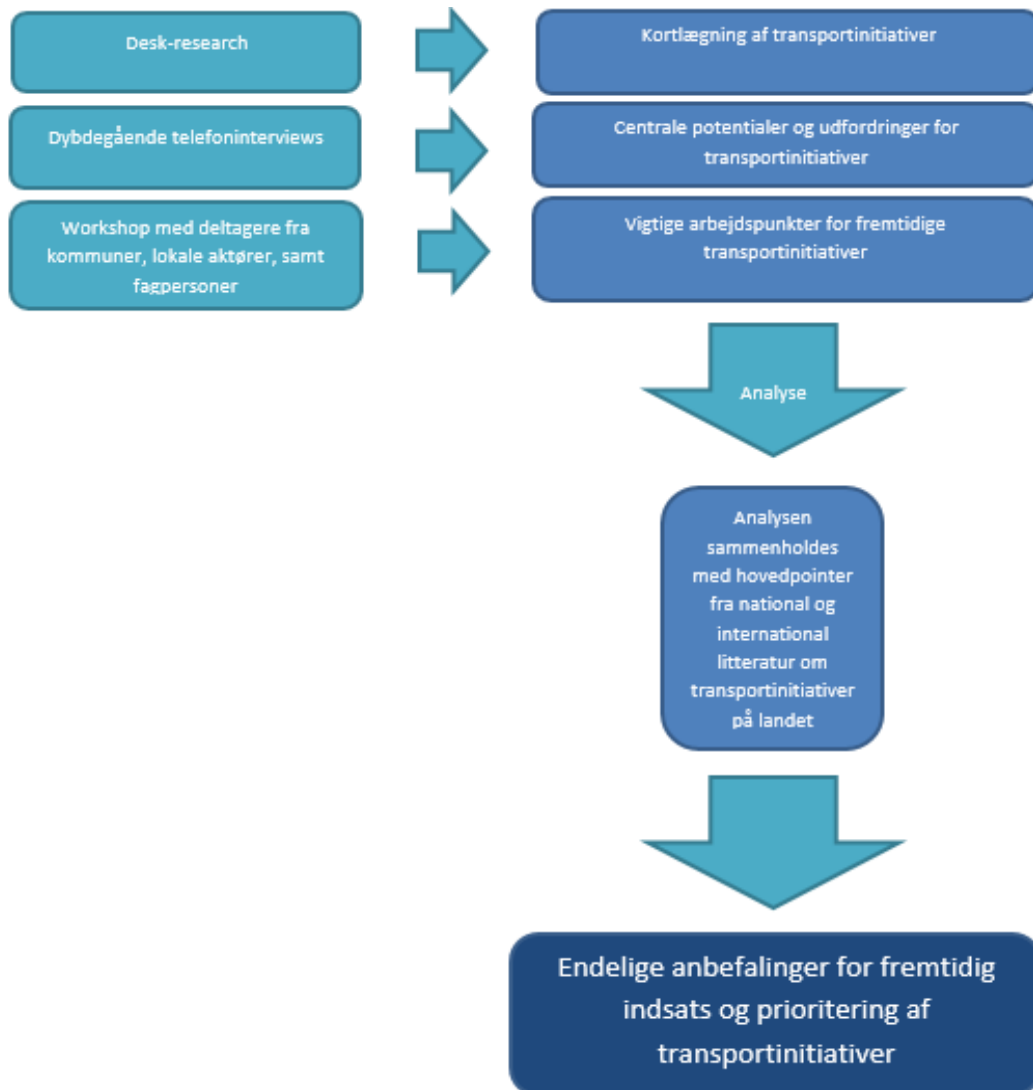 Desk-research
Kortlægning af transportinitiativer
Dybdegående telefoninterviews
Centrale potentialer og udfordringer for
transportinitiativer
Workshop med deltagere fra
kommuner, lokale aktører, samt
fagpersoner
Vigtige arbejdspunkter for fremtidige
transportinitiativer
Analyse
Analysen
sammenholdes
med hovedpointer
fra national og
international
litteratur om
transportinitiativer
på landet
Endelige anbefalinger for fremtidig
indsats og prioritering af
transportinitiativer